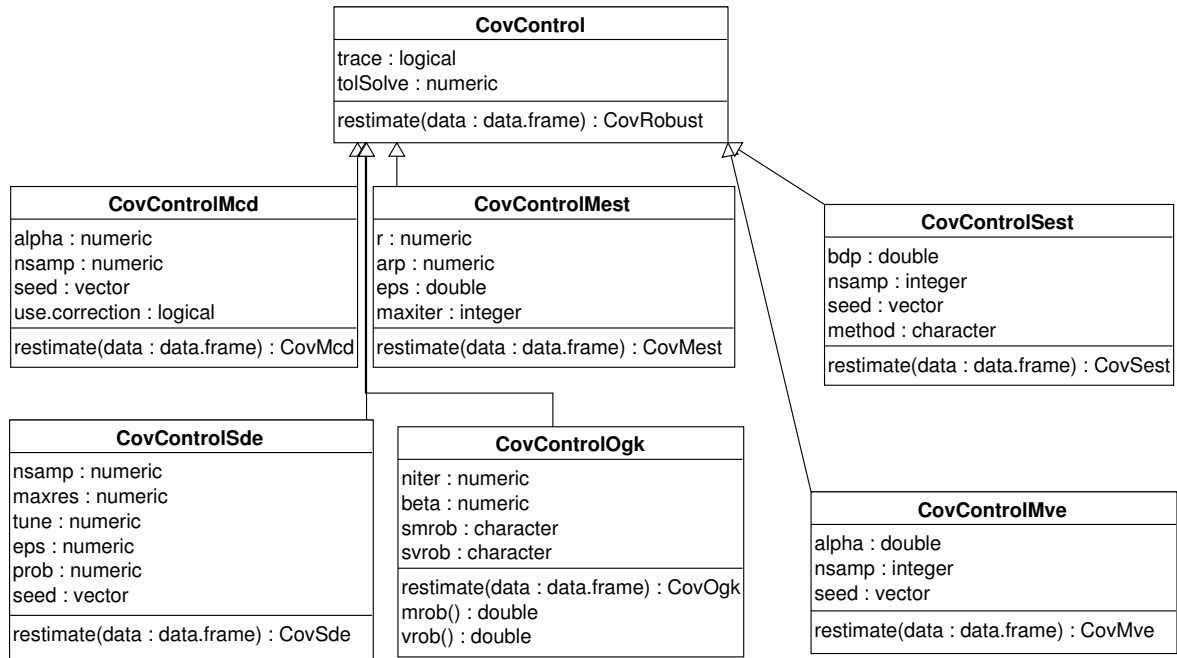 CovControl
trace : logical
tolSolve : numeric
restimate(data : data.frame) : CovRobust
CovControlMcd
alpha : numeric
nsamp : numeric
seed : vector
use.correction : logical
restimate(data : data.frame) : CovMcd
CovControlMest
r : numeric
arp : numeric
eps : double
maxiter : integer
restimate(data : data.frame) : CovMest
CovControlSest
bdp : double
nsamp : integer
seed : vector
method : character
restimate(data : data.frame) : CovSest
CovControlSde
nsamp : numeric
maxres : numeric
tune : numeric
eps : numeric
prob : numeric
seed : vector
restimate(data : data.frame) : CovSde
CovControlOgk
niter : numeric
beta : numeric
smrob : character
svrob : character
restimate(data : data.frame) : CovOgk
mrob() : double
vrob() : double
CovControlMve
alpha : double
nsamp : integer
seed : vector
restimate(data : data.frame) : CovMve